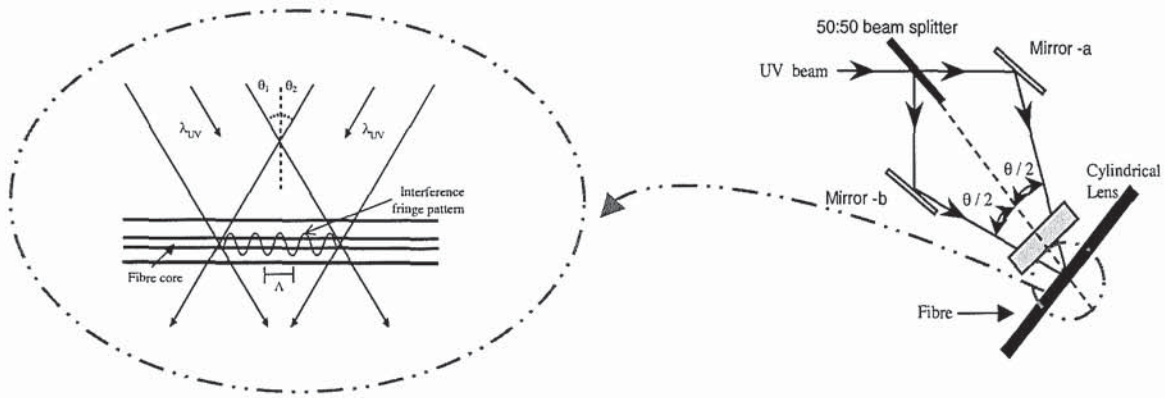 θ₁ θ₂
λUV
λUV
Interference
fringe pattern
Fibre core
Λ
50:50 beam splitter
Mirror -a
UV beam
θ / 2
θ / 2
Cylindrical
Lens
Mirror -b
Fibre